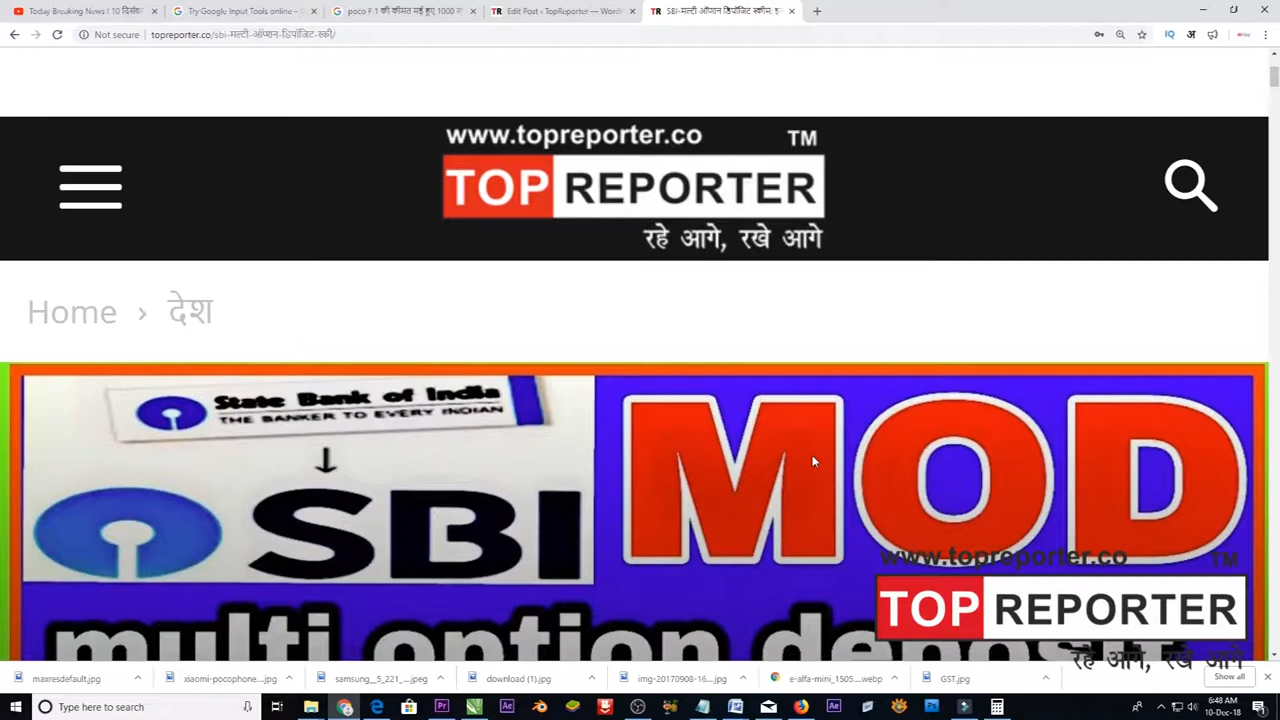 Today Breaking News ! 10 दिसंबर
Try Google Input Tools online –
poco F 1 की कीमत मई हुए 1000 रु
Edit Post ‹ TopReporter — Word
SBI-मल्टी ऑप्शन डिपॉजिट स्कीम: इ
Not secure | topreporter.co/sbi-मल्टी-ऑप्शन-डिपॉजिट-स्की/
www.topreporter.co TM
TOP REPORTER
रहे आगे, रखे आगे
Home › देश
State Bank of India
THE BANKER TO EVERY INDIAN
SBI
MOD
multi option deposit
www.topreporter.co TM
TOP REPORTER
रहे आगे, रखे आगे
maxresdefault.jpg
xiaomi-pocophone....jpg
samsung__5_221_....jpeg
download (1).jpg
img-20170908-16....jpg
e-alfa-mini_1505....webp
GST.jpg
Show all
Type here to search
6:48 AM
10-Dec-18